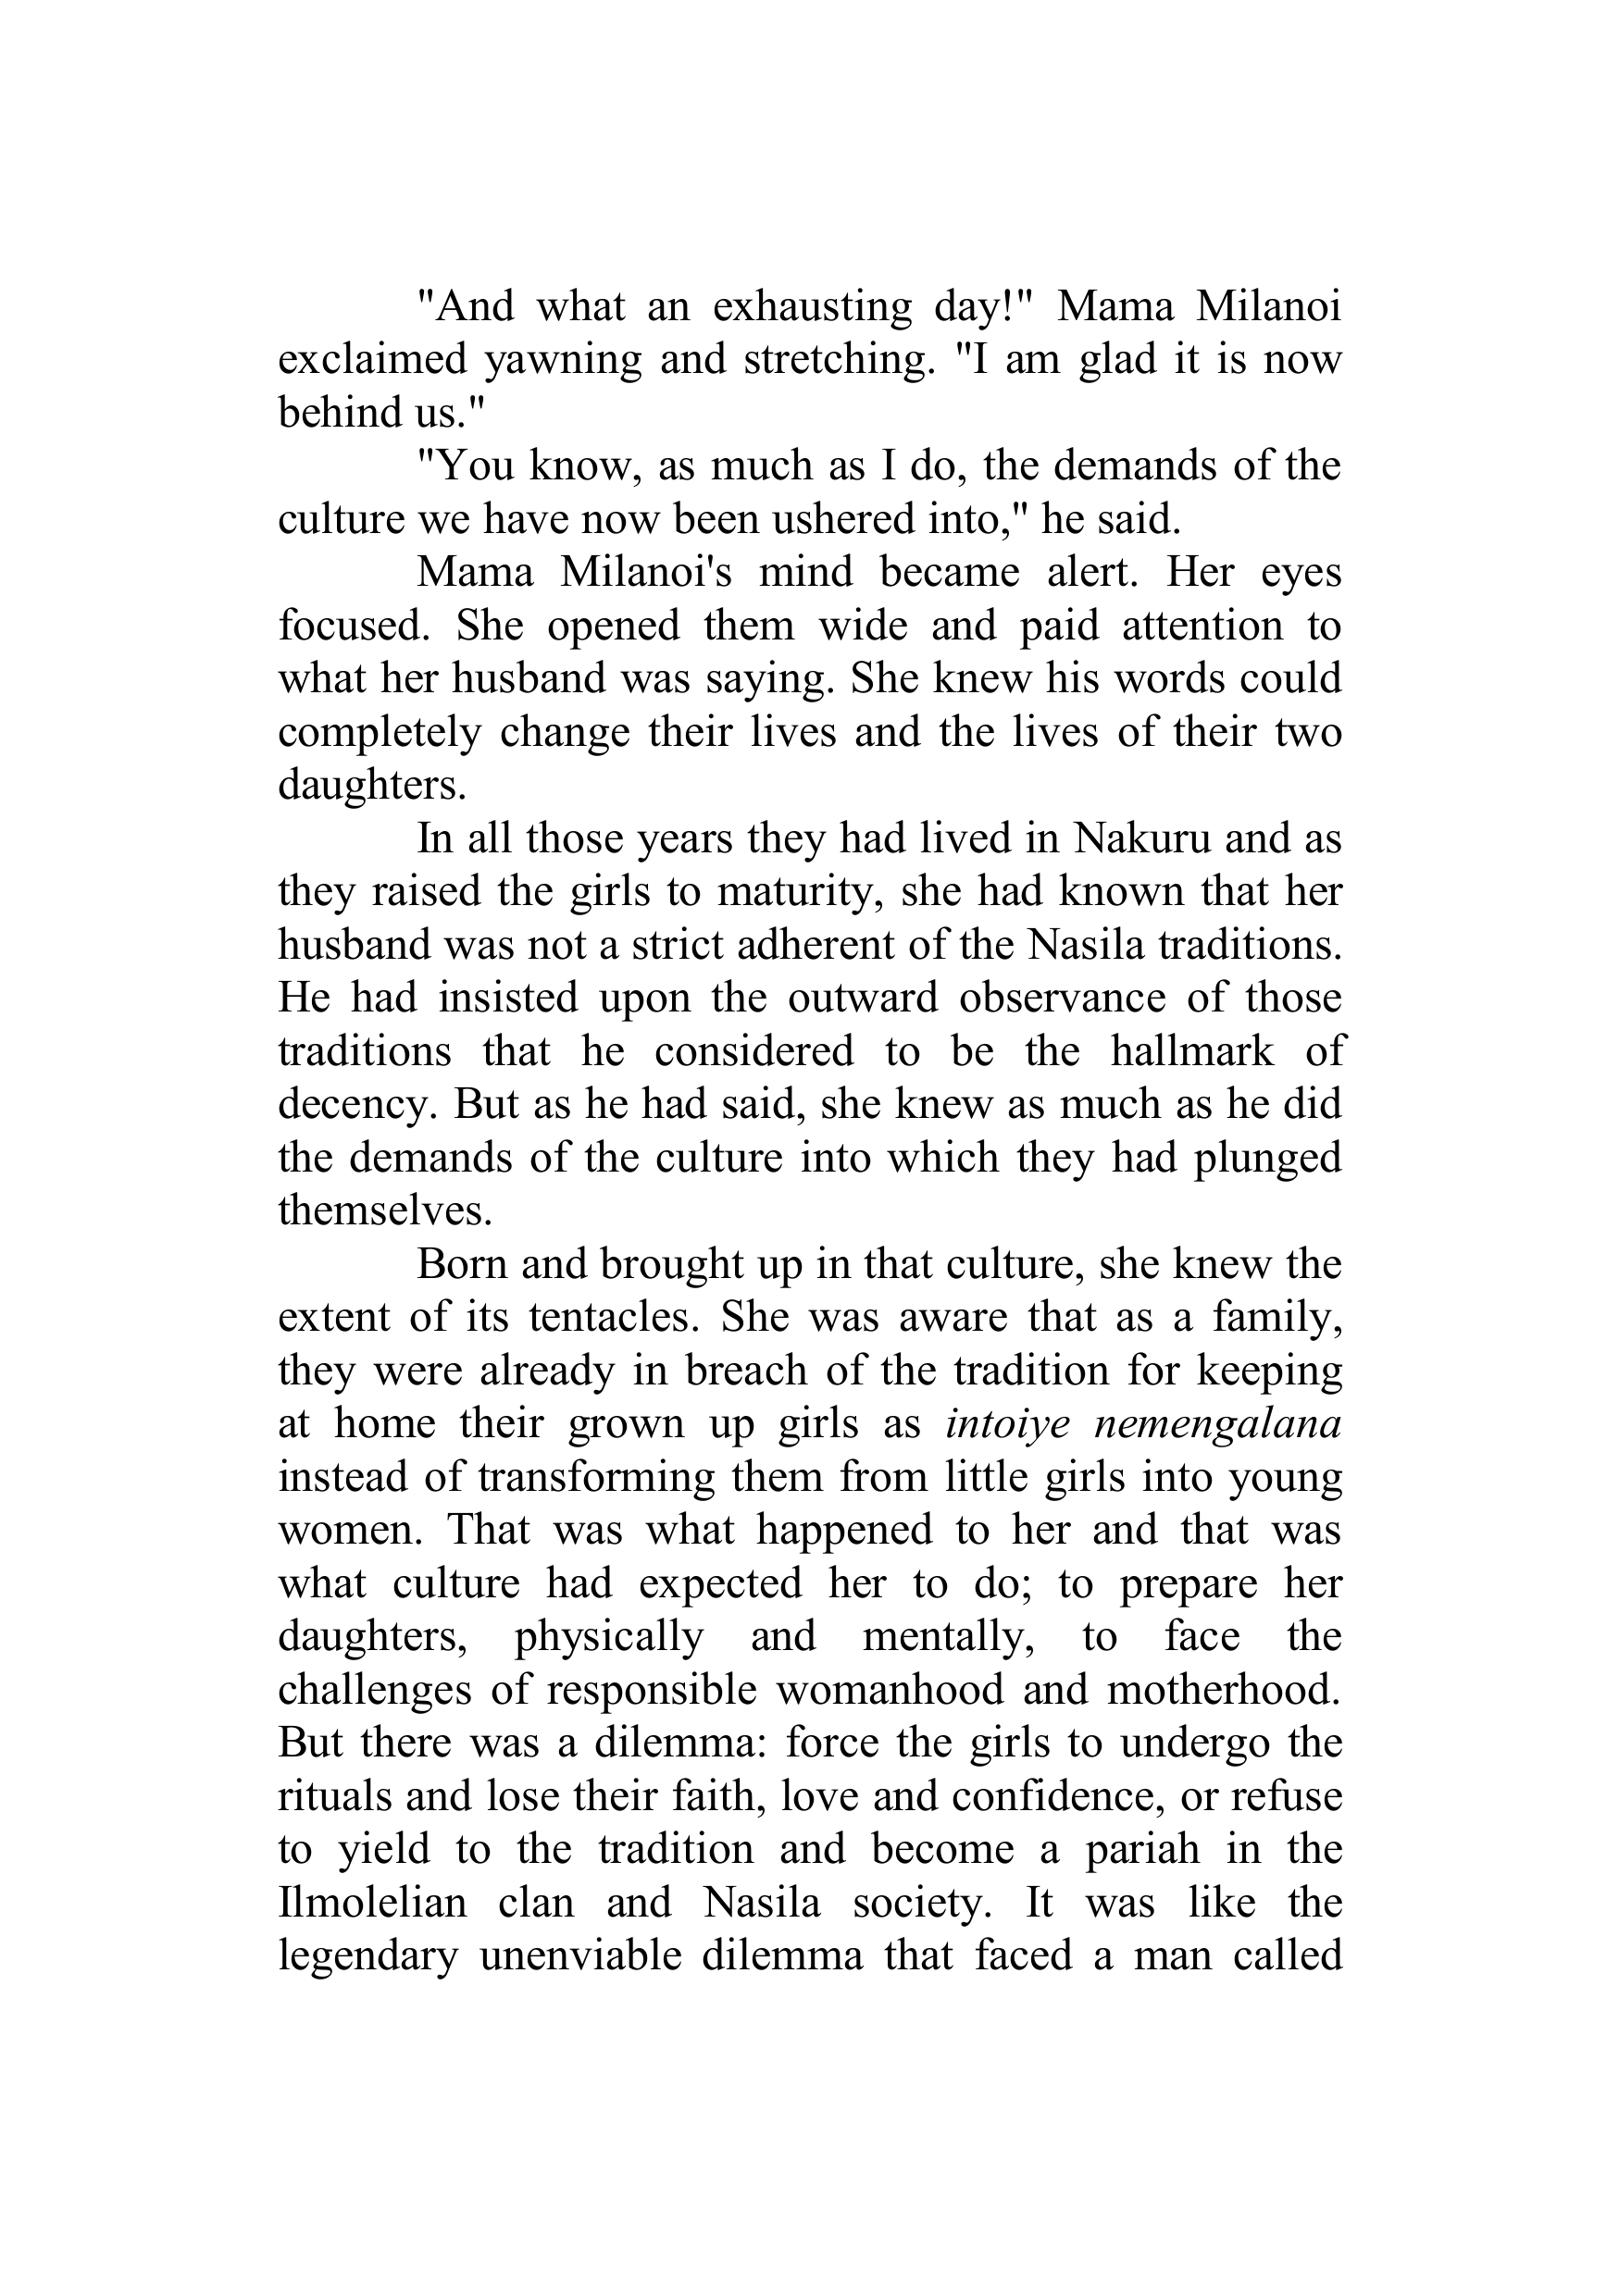 "And what an exhausting day!" Mama Milanoi
exclaimed yawning and stretching. "I am glad it is now
behind us."
"You know, as much as I do, the demands of the
culture we have now been ushered into," he said.
Mama Milanoi's mind became alert. Her eyes
focused. She opened them wide and paid attention to
what her husband was saying. She knew his words could
completely change their lives and the lives of their two
daughters.
In all those years they had lived in Nakuru and as
they raised the girls to maturity, she had known that her
husband was not a strict adherent of the Nasila traditions.
He had insisted upon the outward observance of those
traditions that he considered to be the hallmark of
decency. But as he had said, she knew as much as he did
the demands of the culture into which they had plunged
themselves.
Born and brought up in that culture, she knew the
extent of its tentacles. She was aware that as a family,
they were already in breach of the tradition for keeping
at home their grown up girls as intoiye nemengalana
instead of transforming them from little girls into young
women. That was what happened to her and that was
what culture had expected her to do; to prepare her
daughters, physically and mentally, to face the
challenges of responsible womanhood and motherhood.
But there was a dilemma: force the girls to undergo the
rituals and lose their faith, love and confidence, or refuse
to yield to the tradition and become a pariah in the
Ilmolelian clan and Nasila society. It was like the
legendary unenviable dilemma that faced a man called